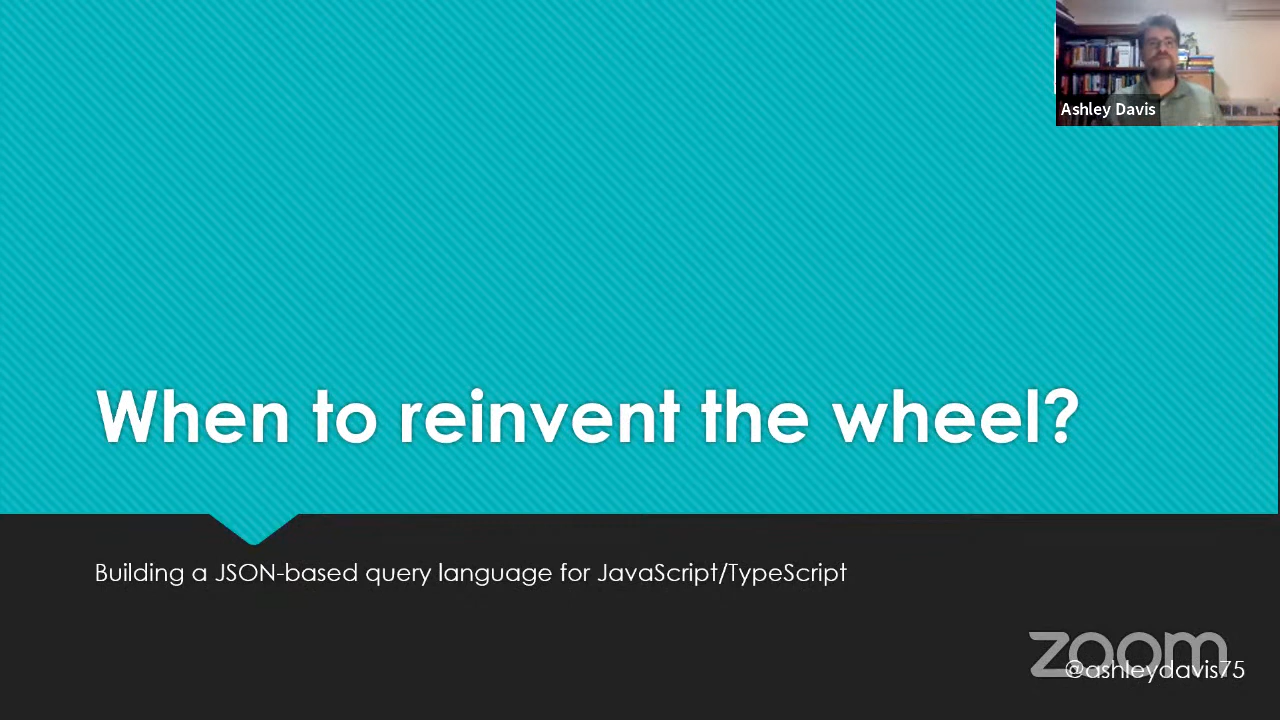 Ashley Davis
When to reinvent the wheel?
Building a JSON-based query language for JavaScript/TypeScript
zoom
@ashleydavis75